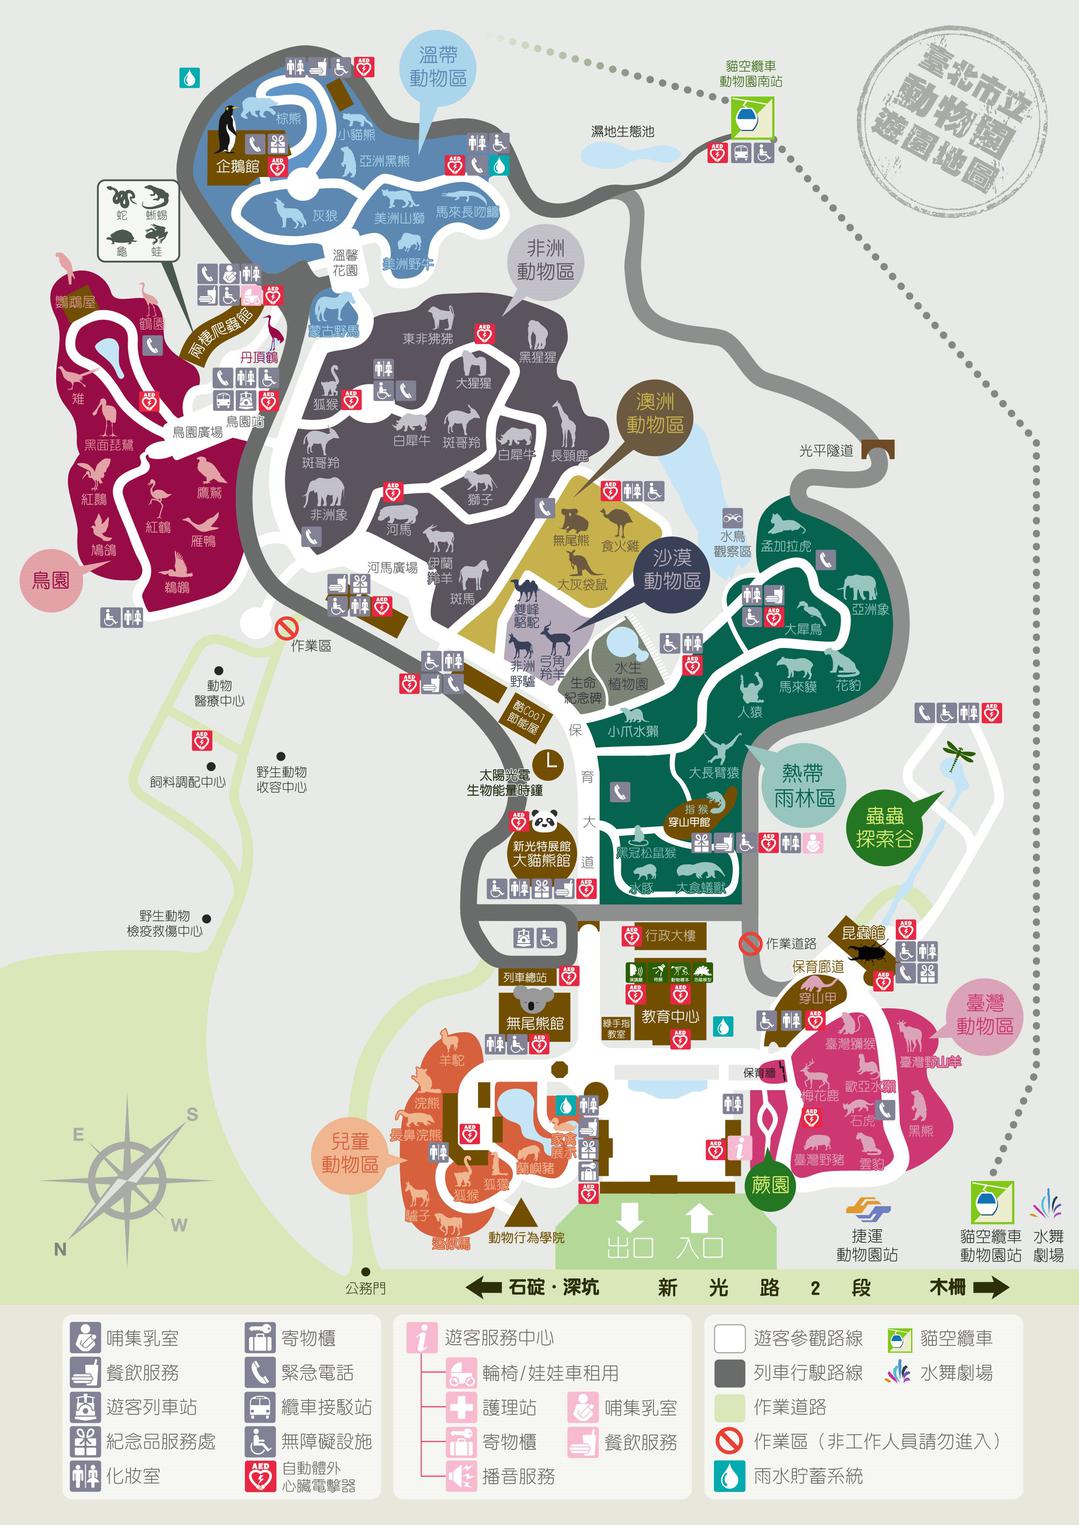 臺北市立
動物園
遊園地圖
溫帶
動物區
貓空纜車
動物園南站
濕地生態池
棕熊
小貓熊
企鵝館
亞洲黑熊
灰狼
美洲山獅
馬來長吻鱷
美洲野牛
溫馨
花園
蒙古野馬
蛇
蜥蜴
龜
蛙
非洲
動物區
鸚鵡屋
鶴園
兩棲爬蟲館
丹頂鶴
雉
黑面琵鷺
鳥園廣場
鳥園站
紅䴉
鷹鷲
紅鶴
雁鴨
鳩鴿
鵜鶘
鳥園
東非狒狒
黑猩猩
大猩猩
狐猴
白犀牛
斑哥羚
白犀牛
長頸鹿
斑哥羚
獅子
非洲象
河馬
伊蘭
羚羊
斑馬
河馬廣場
澳洲
動物區
無尾熊
食火雞
大灰袋鼠
沙漠
動物區
雙峰
駱駝
非洲
野驢
弓角
羚羊
生命
紀念碑
水生
植物園
水鳥
觀察區
光平隧道
孟加拉虎
亞洲象
大犀鳥
馬來貘
花豹
人猿
小爪水獺
大長臂猿
熱帶
雨林區
指猴
穿山甲館
黑冠松鼠猴
水豚
大食蟻獸
作業區
動物
醫療中心
飼料調配中心
野生動物
收容中心
野生動物
檢疫救傷中心
酷Cool
節能屋
太陽光電
生物能量時鐘
新光特展館
大貓熊館
保
育
大
道
蟲蟲
探索谷
昆蟲館
作業道路
行政大樓
列車總站
無尾熊館
綠手指
教室
教育中心
保育廊道
穿山甲
臺灣
動物區
臺灣獼猴
臺灣野山羊
梅花鹿
歐亞水獺
石虎
黑熊
臺灣野豬
雲豹
保育牆
蕨園
兒童
動物區
羊駝
浣熊
長鼻浣熊
狐猴
狐獴
蘭嶼豬
家禽
展示
驢子
迷你馬
動物行為學院
出口
入口
捷運
動物園站
貓空纜車
動物園站
水舞
劇場
公務門
石碇·深坑
新光路2段
木柵
S
E
W
N
哺集乳室
餐飲服務
遊客列車站
紀念品服務處
化妝室
寄物櫃
緊急電話
纜車接駁站
無障礙設施
AED
自動體外
心臟電擊器
遊客服務中心
輪椅/娃娃車租用
護理站
哺集乳室
寄物櫃
餐飲服務
播音服務
遊客參觀路線
貓空纜車
列車行駛路線
水舞劇場
作業道路
作業區（非工作人員請勿進入）
雨水貯蓄系統